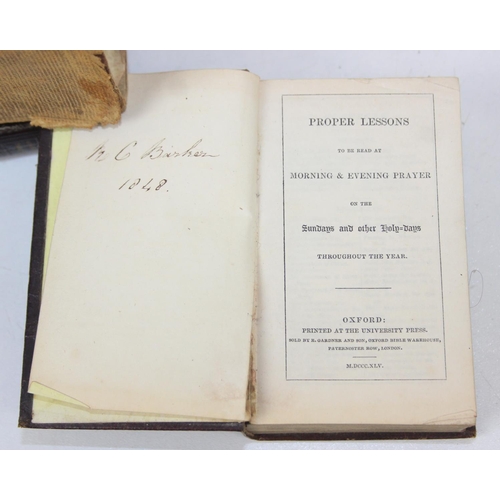 1848.
PROPER LESSONS
TO BE READ AT
MORNING & EVENING PRAYER
ON THE
Sundays and other Holy-days
THROUGHOUT THE YEAR.
OXFORD:
PRINTED AT THE UNIVERSITY PRESS.
SOLD BY E. GARDNER AND SON, OXFORD BIBLE WAREHOUSE,
PATERNOSTER ROW, LONDON.
M.DCCC.XLV.